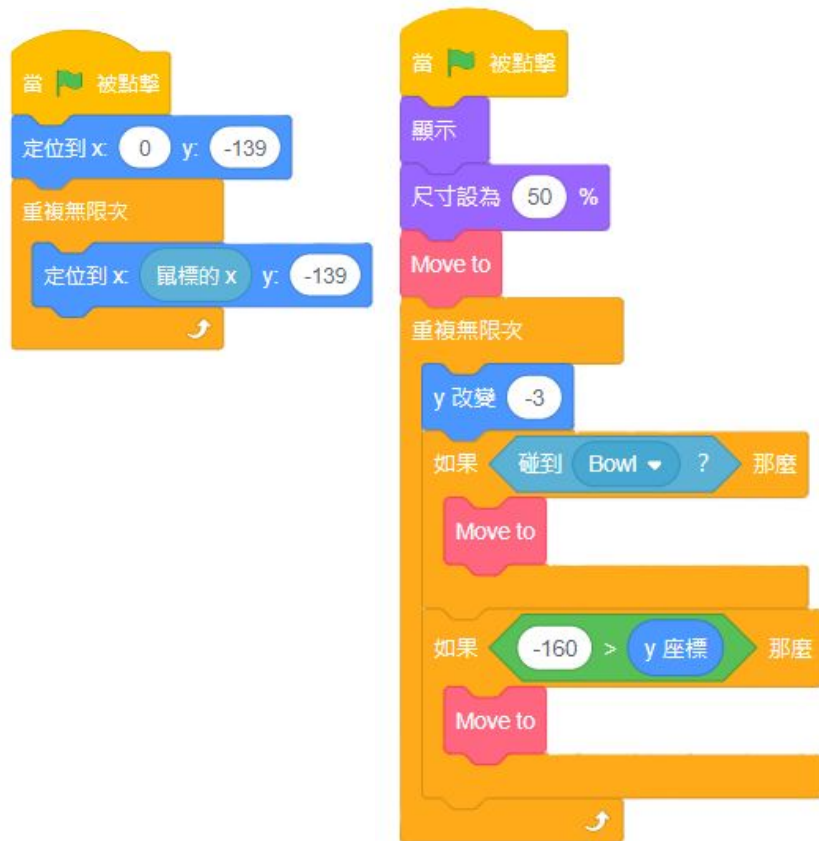 當 被點擊
定位到 x: 0 y: -139
重複無限次
定位到 x: 鼠標的 x y: -139
當 被點擊
顯示
尺寸設為 50 %
Move to
重複無限次
y 改變 -3
如果 碰到 Bowl ? 那麼
Move to
如果 -160 > y 座標 那麼
Move to